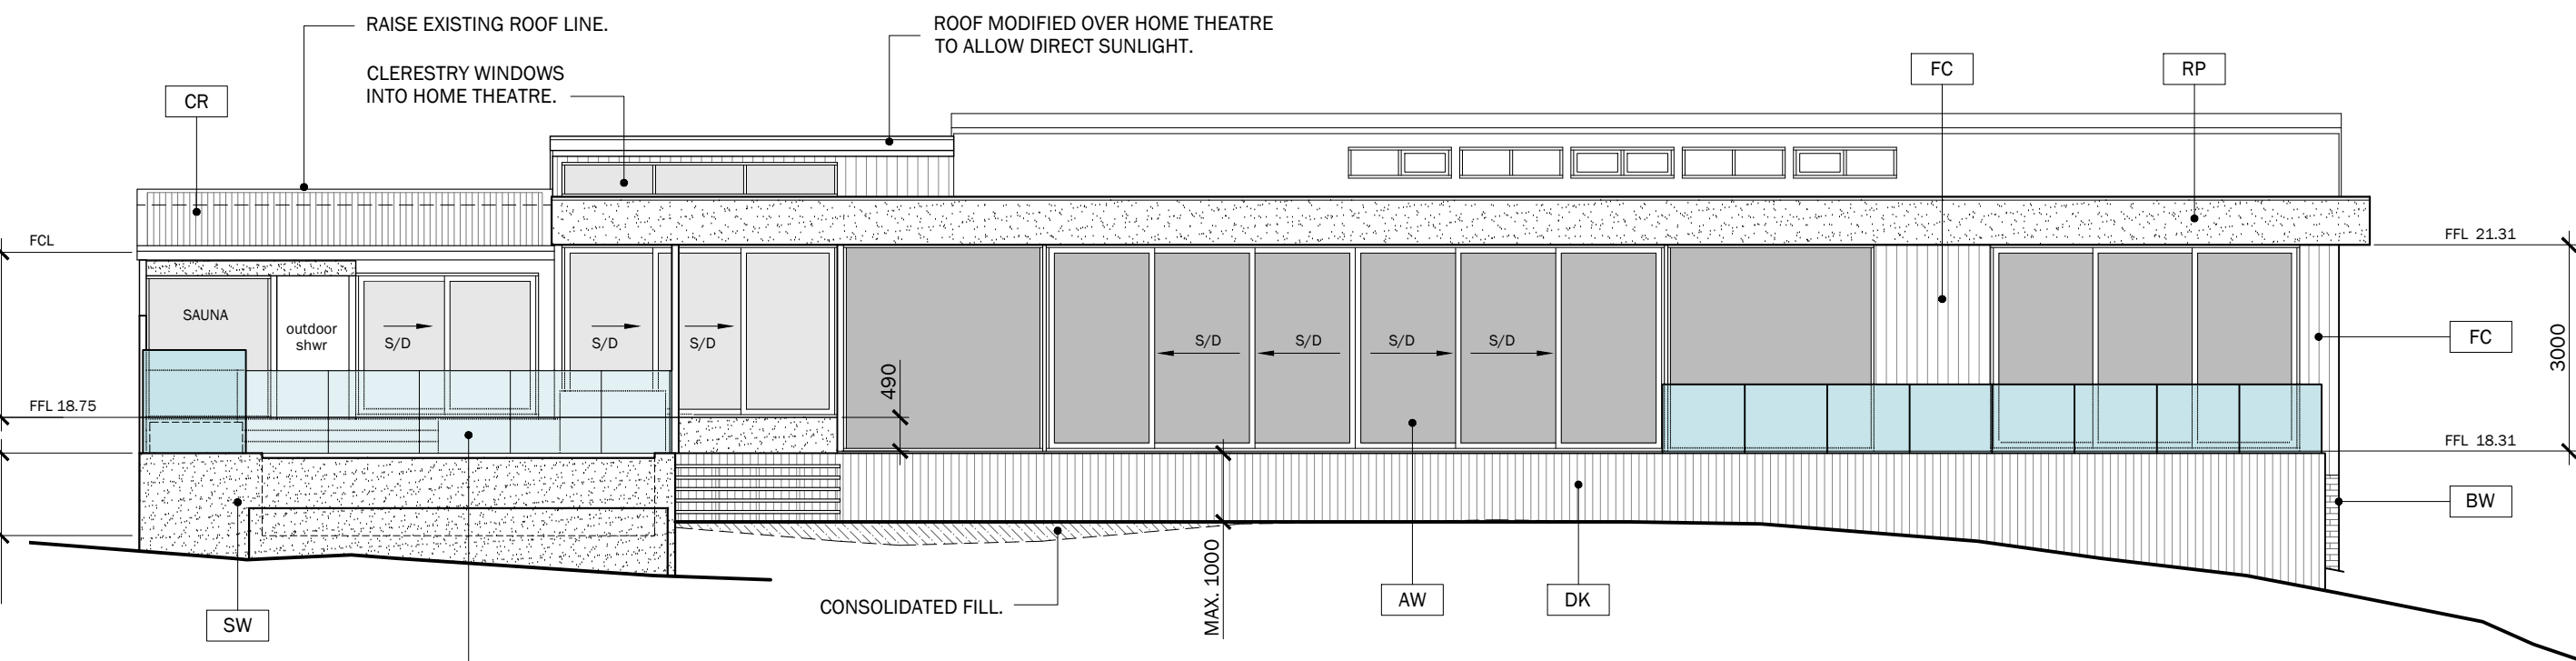 RAISE EXISTING ROOF LINE.
ROOF MODIFIED OVER HOME THEATRE
TO ALLOW DIRECT SUNLIGHT.
CLERESTRY WINDOWS
INTO HOME THEATRE.
CR
FC
RP
FCL
FFL 21.31
SAUNA
outdoor
shwr
S/D
S/D
S/D
S/D
S/D
S/D
S/D
FC
3000
490
FFL 18.75
FFL 18.31
BW
MAX. 1000
CONSOLIDATED FILL.
AW
DK
SW